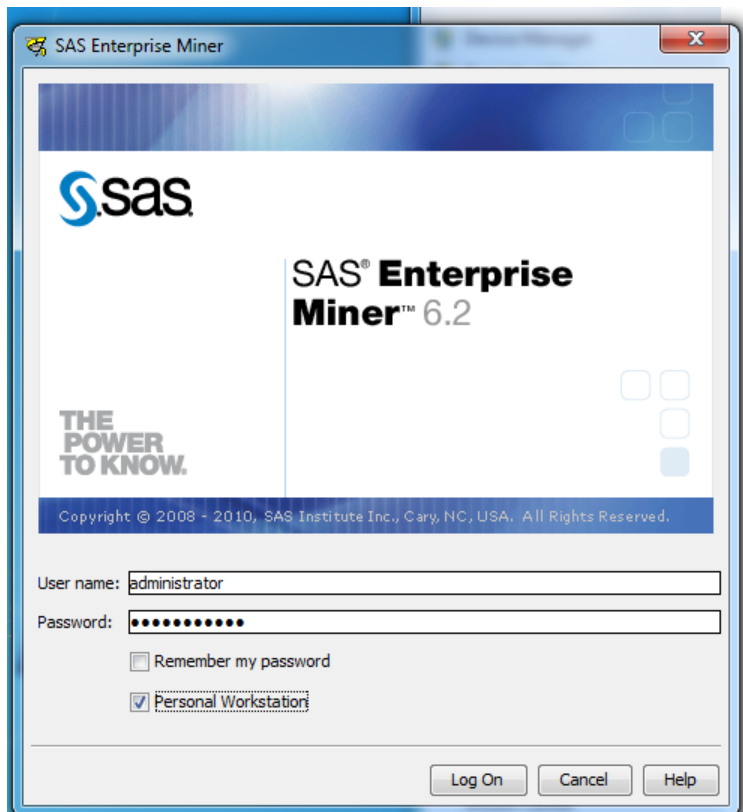 SAS Enterprise Miner
Device Manager
sas
SAS® Enterprise
Miner™ 6.2
THE
POWER
TO KNOW.
Copyright © 2008 - 2010, SAS Institute Inc., Cary, NC, USA. All Rights Reserved.
User name: administrator
Password: •••••••••••
Remember my password
Personal Workstation
Log On Cancel Help